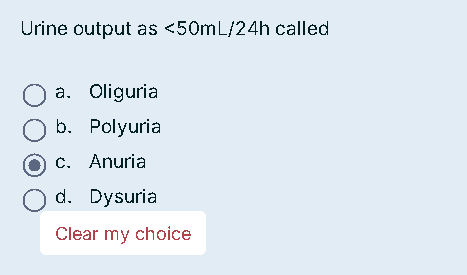 Urine output as <50mL/24h called
a. Oliguria
b. Polyuria
c. Anuria
d. Dysuria
Clear my choice